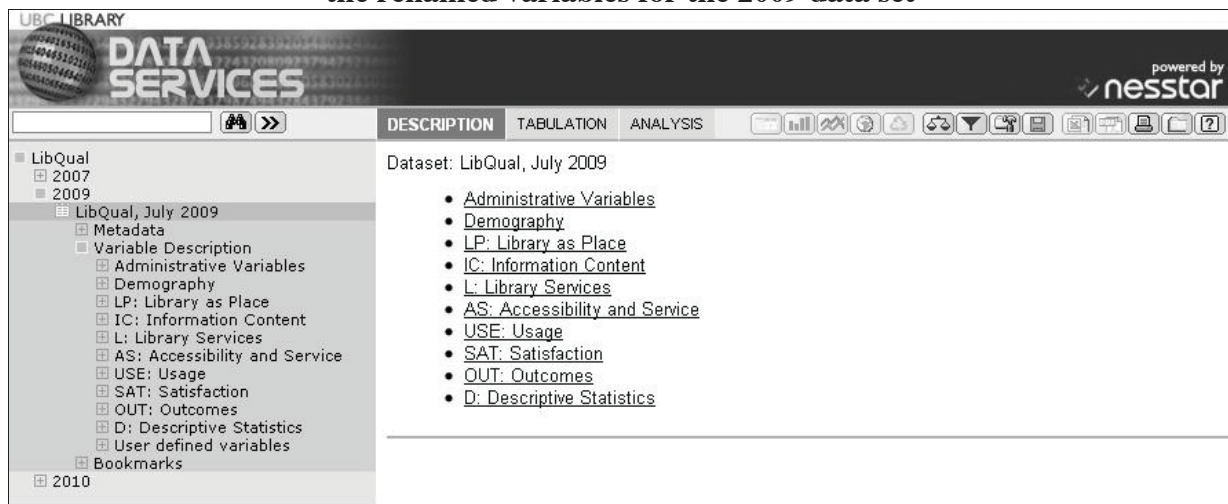 the renamed variables for the 2009 data set
UBC LIBRARY
DATA
SERVICES
powered by
nesstar
DESCRIPTION TABULATION ANALYSIS
LibQual
2007
2009
LibQual, July 2009
Metadata
Variable Description
Administrative Variables
Demography
LP: Library as Place
IC: Information Content
L: Library Services
AS: Accessibility and Service
USE: Usage
SAT: Satisfaction
OUT: Outcomes
D: Descriptive Statistics
User defined variables
Bookmarks
2010
Dataset: LibQual, July 2009
• Administrative Variables
• Demography
• LP: Library as Place
• IC: Information Content
• L: Library Services
• AS: Accessibility and Service
• USE: Usage
• SAT: Satisfaction
• OUT: Outcomes
• D: Descriptive Statistics